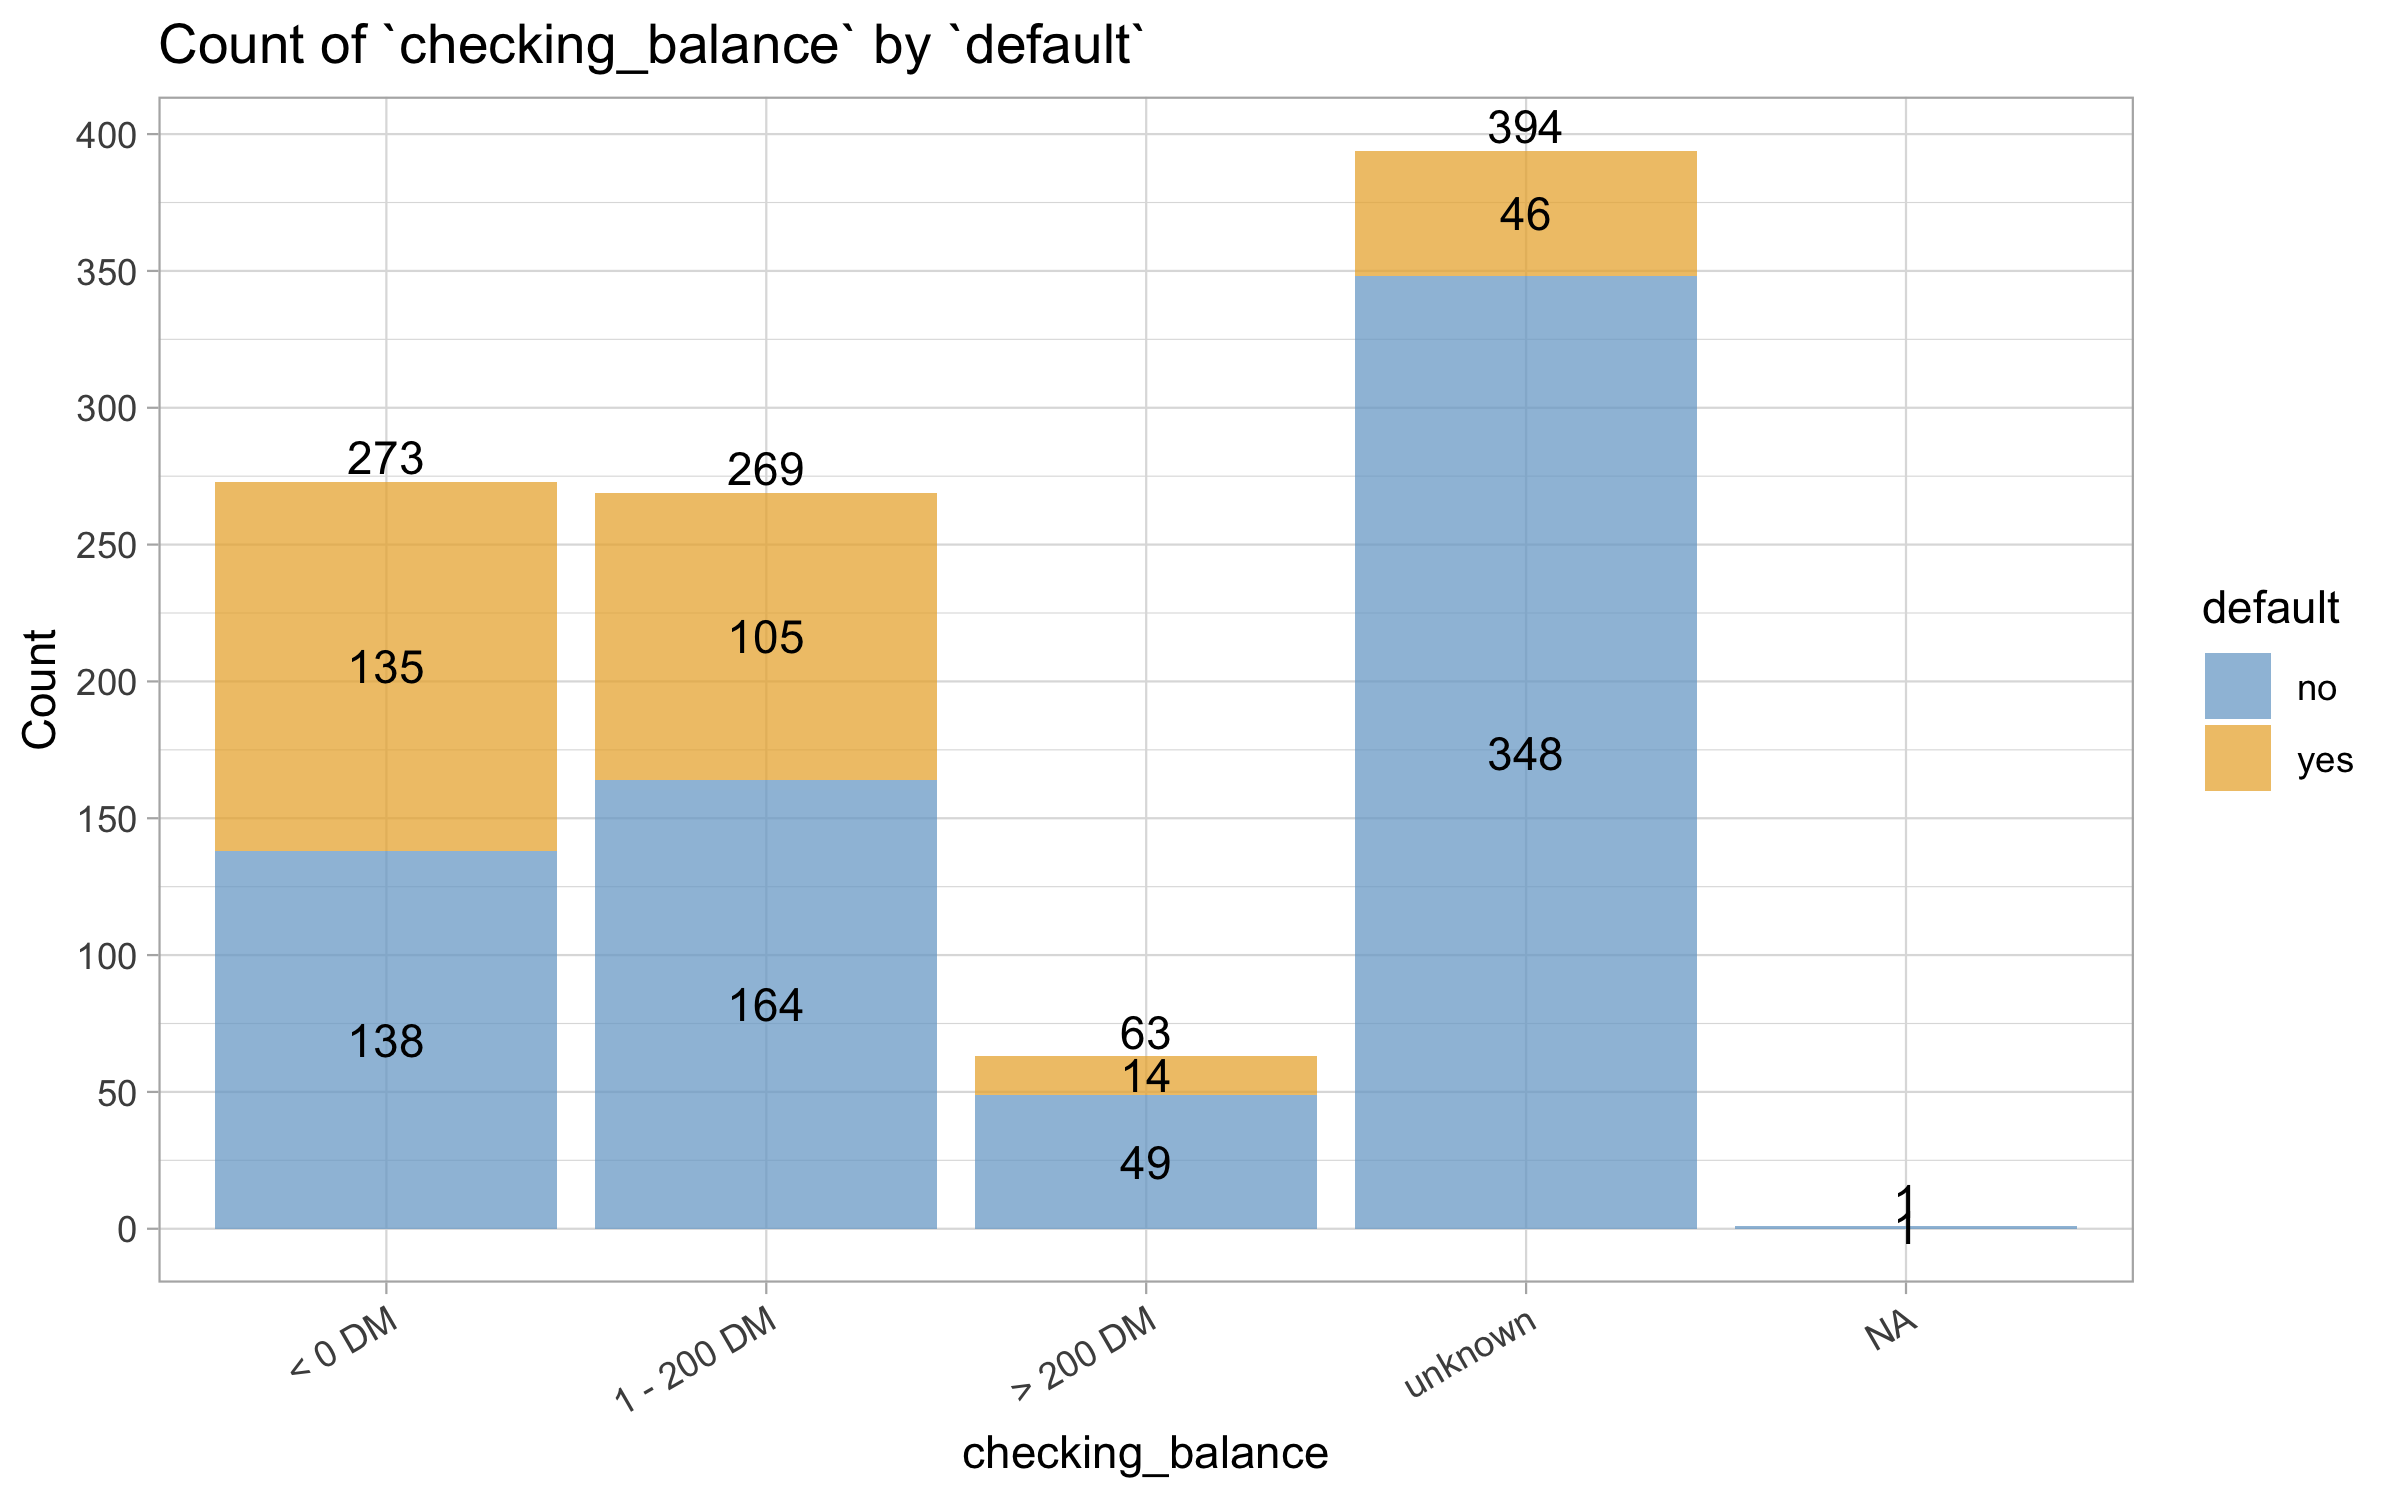 Count of `checking_balance` by `default`
400
350
300
250
200
150
100
50
0
Count
273
135
138
269
105
164
63
14
49
394
46
348
1
1
< 0 DM
1 - 200 DM
> 200 DM
unknown
NA
checking_balance
default
no
yes